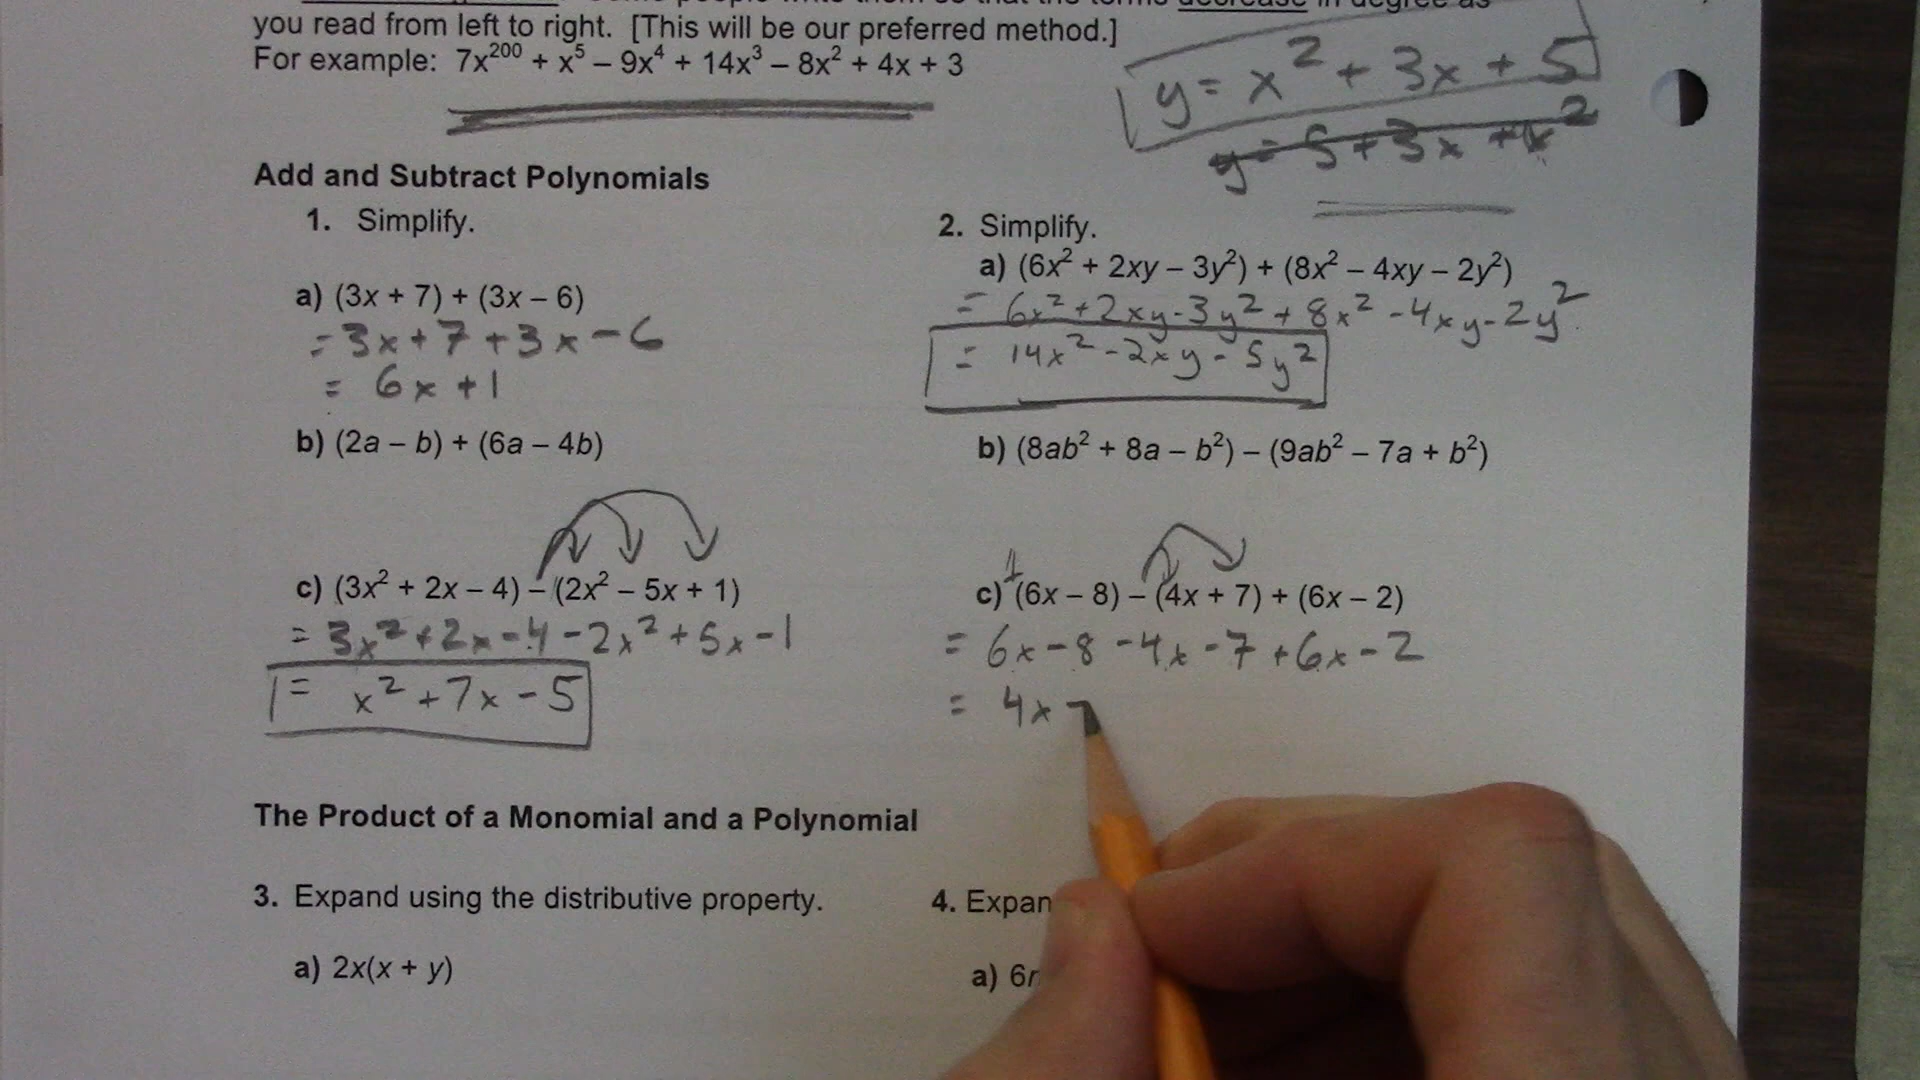 decrease in degree as
you read from left to right. [This will be our preferred method.]
For example: 7x²⁰⁰ + x⁵ – 9x⁴ + 14x³ – 8x² + 4x + 3
y = x² + 3x + 5
y = 5 + 3x + x²
Add and Subtract Polynomials
1. Simplify.
a) (3x + 7) + (3x – 6)
= 3x + 7 + 3x – 6
= 6x + 1
b) (2a – b) + (6a – 4b)
c) (3x² + 2x – 4) – (2x² – 5x + 1)
= 3x² + 2x – 4 – 2x² + 5x – 1
= x² + 7x – 5
2. Simplify.
a) (6x² + 2xy – 3y²) + (8x² – 4xy – 2y²)
= 6x² + 2xy – 3y² + 8x² – 4xy – 2y²
= 14x² – 2xy – 5y²
b) (8ab² + 8a – b²) – (9ab² – 7a + b²)
1
c) (6x – 8) – (4x + 7) + (6x – 2)
= 6x – 8 – 4x – 7 + 6x – 2
= 4x
The Product of a Monomial and a Polynomial
3. Expand using the distributive property.
a) 2x(x + y)
4. Expan
a) 6r